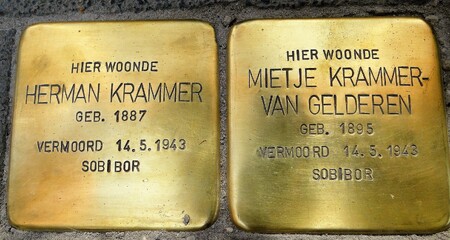 HIER WOONDE
HERMAN KRAMMER
GEB. 1887
VERMOORD 14.5.1943
SOBIBOR
HIER WOONDE
MIETJE KRAMMER-
VAN GELDEREN
GEB. 1895
VERMOORD 14.5.1943
SOBIBOR